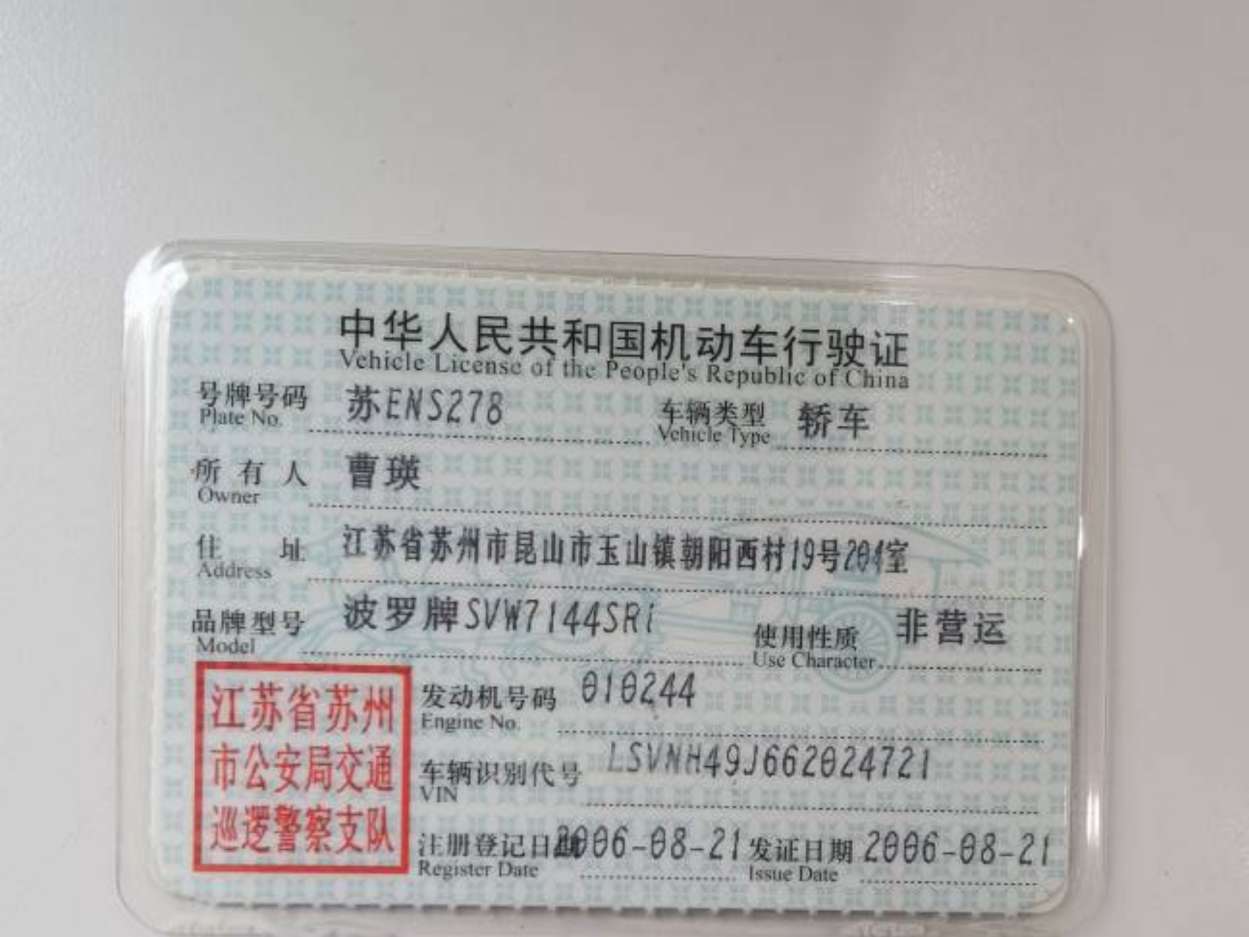 中华人民共和国机动车行驶证
Vehicle License of the People's Republic of China
号牌号码 苏ENS278 车辆类型 轿车
Plate No. Vehicle Type
所有人 曹瑛
Owner
住址 江苏省苏州市昆山市玉山镇朝阳西村19号204室
Address
品牌型号 波罗牌SVW7144SRi 使用性质 非营运
Model Use Character
江苏省苏州
市公安局交通
巡逻警察支队
发动机号码 010244
Engine No.
车辆识别代号 LSVNH49J662024721
VIN
注册登记日期 2006-08-21 发证日期 2006-08-21
Register Date Issue Date